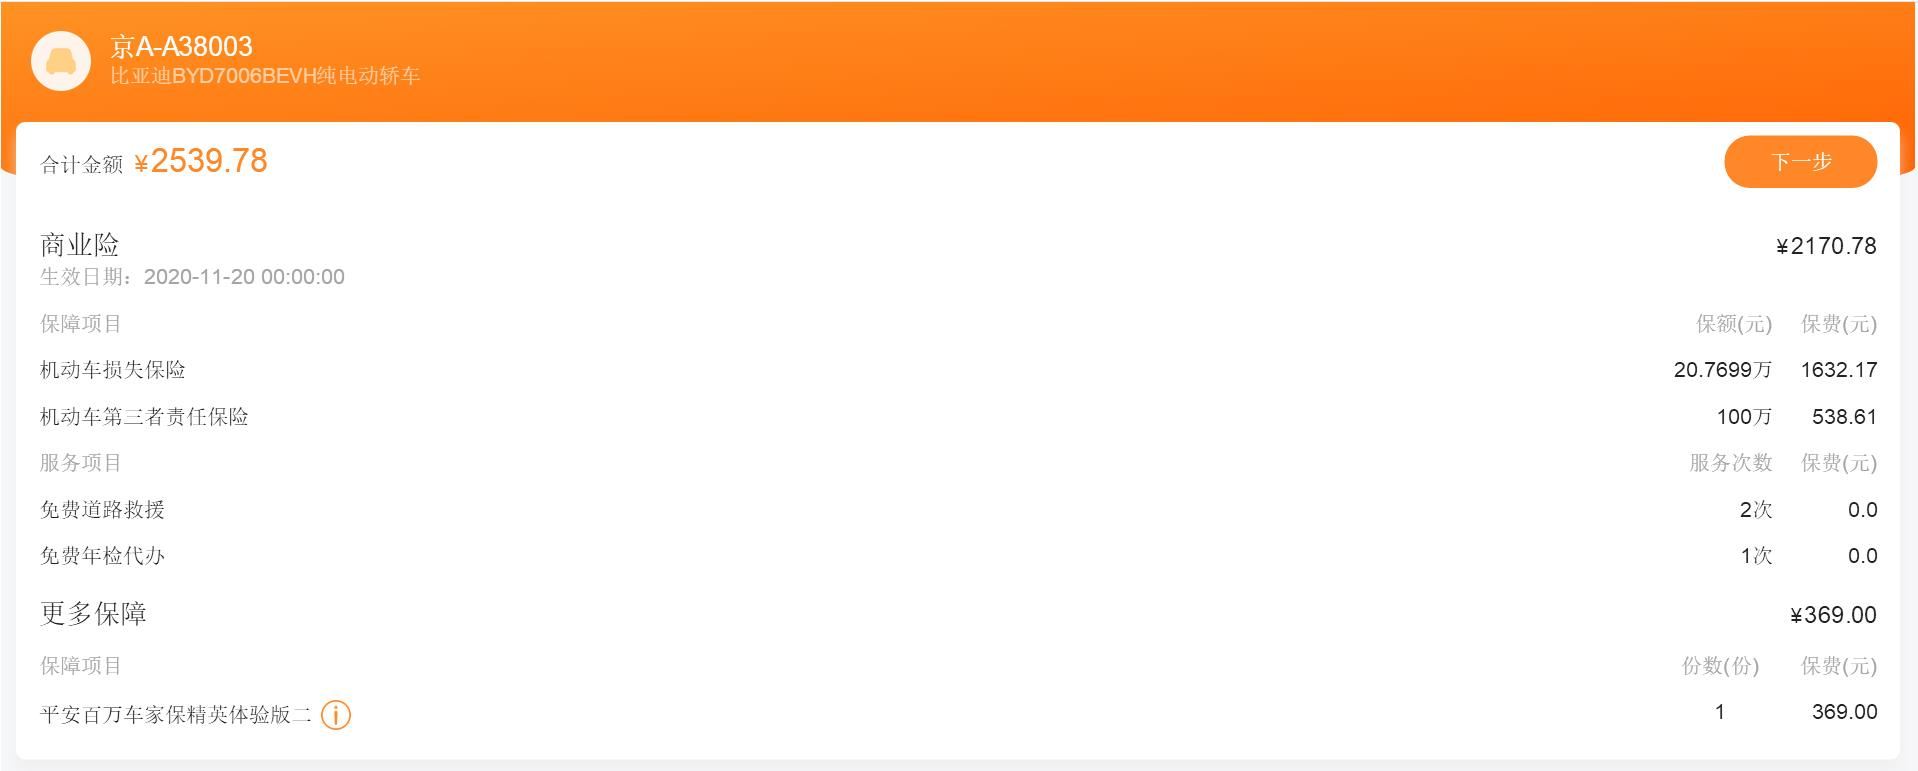 京A-A38003
比亚迪BYD7006BEVH纯电动轿车
合计金额 ¥2539.78 下一步
商业险 ¥2170.78
生效日期：2020-11-20 00:00:00
保障项目 保额(元) 保费(元)
机动车损失保险 20.7699万 1632.17
机动车第三者责任保险 100万 538.61
服务项目 服务次数 保费(元)
免费道路救援 2次 0.0
免费年检代办 1次 0.0
更多保障 ¥369.00
保障项目 份数(份) 保费(元)
平安百万车家保精英体验版二 1 369.00